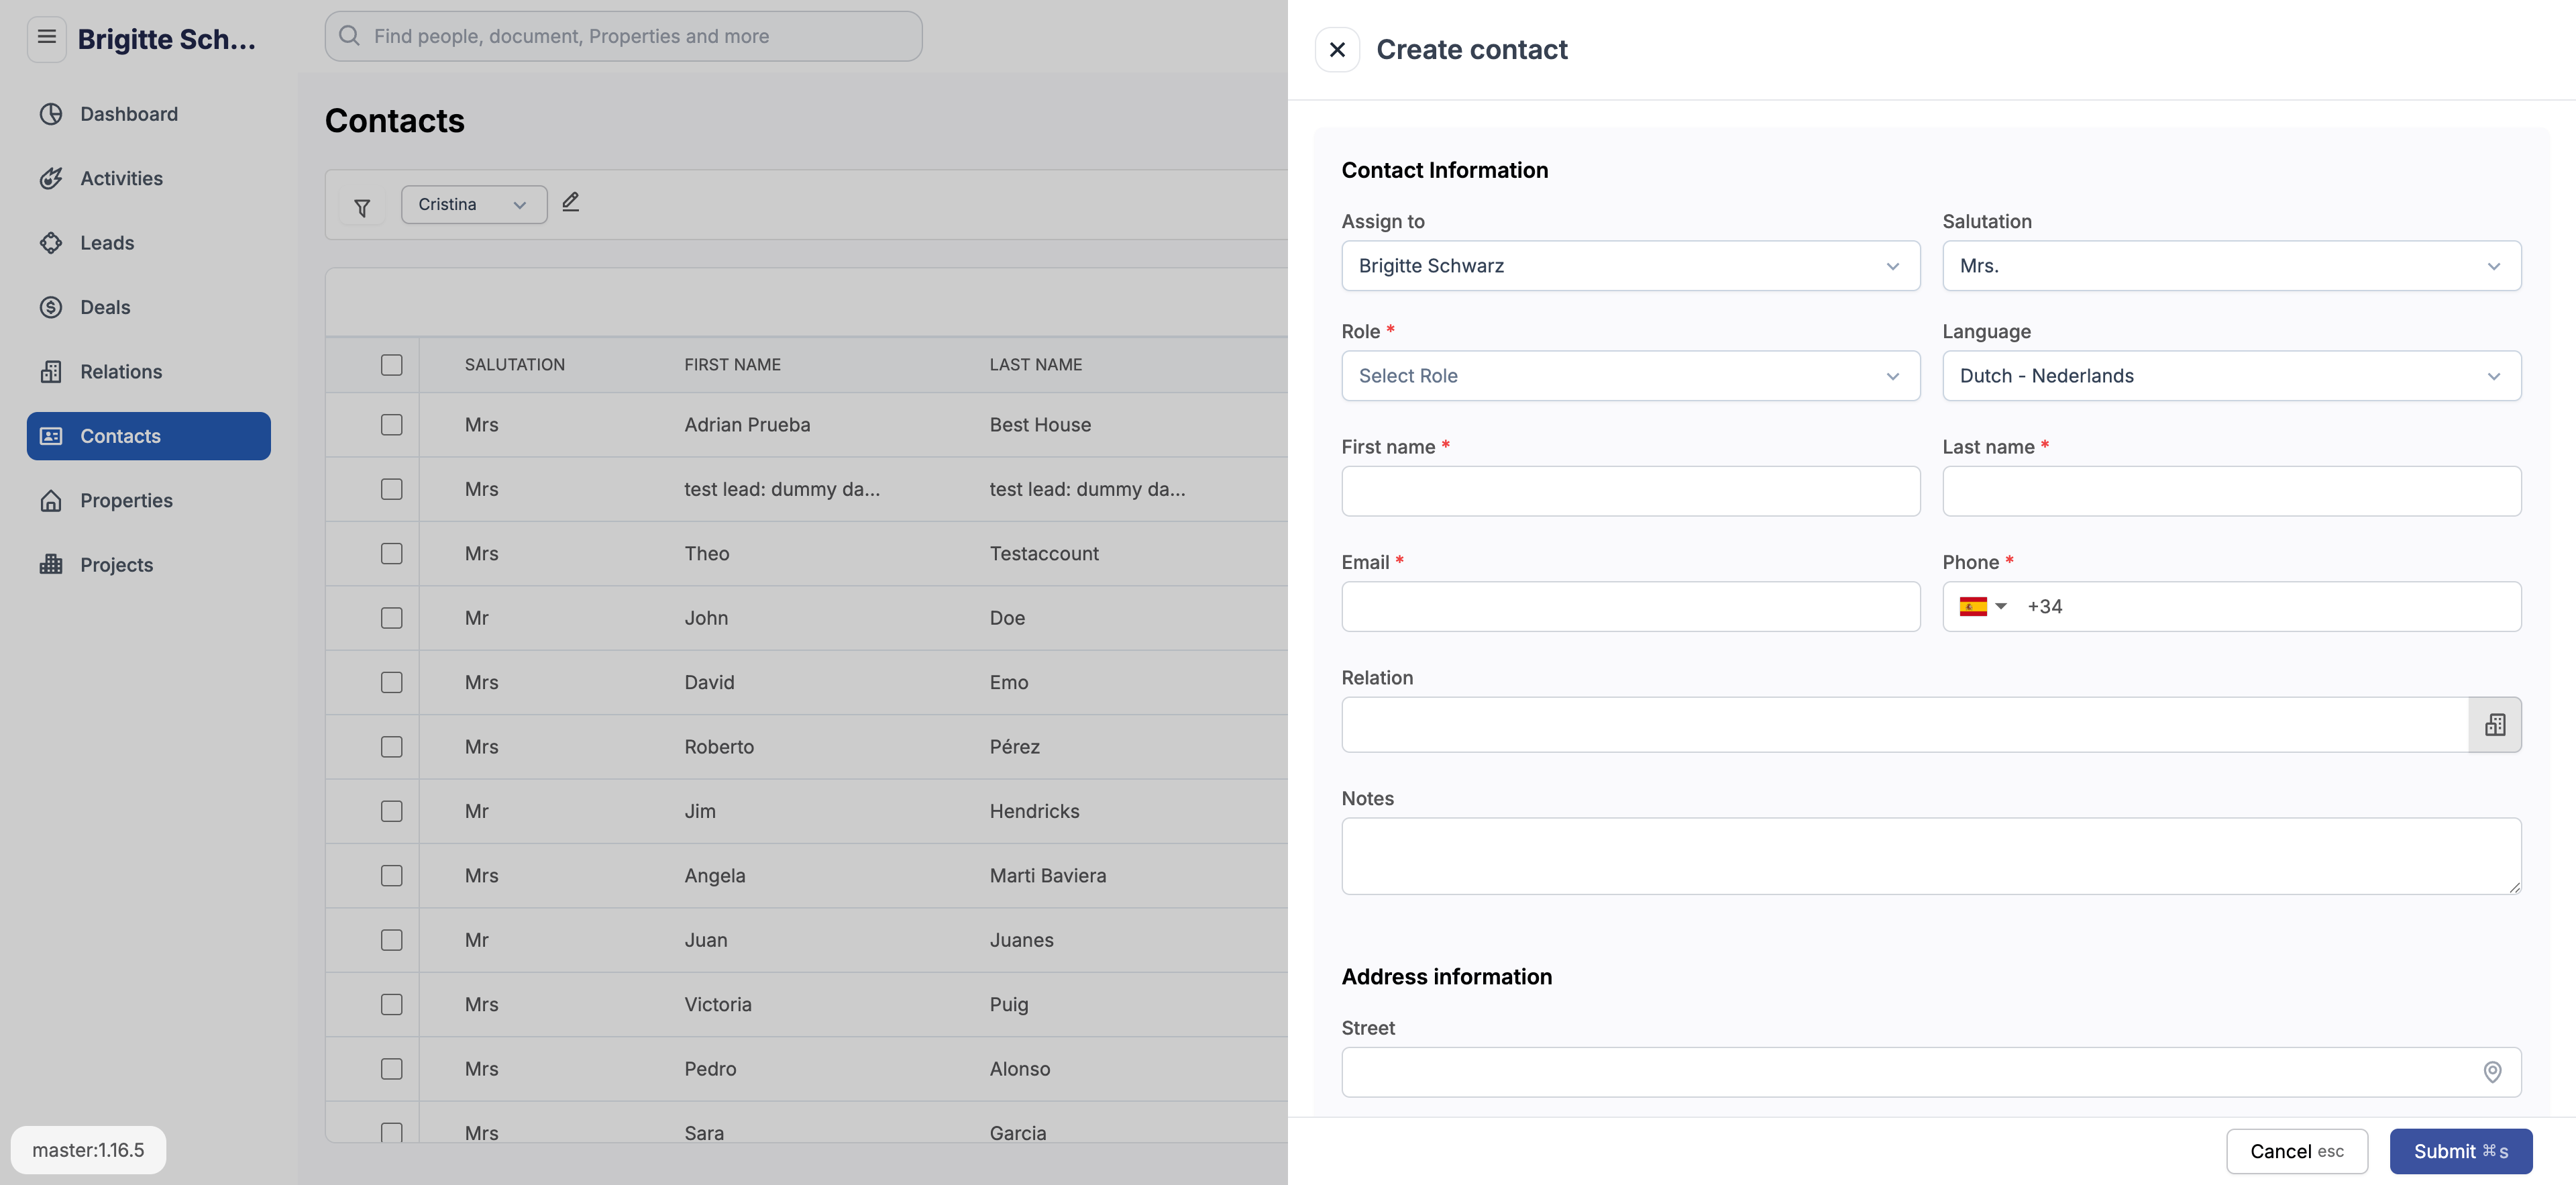 Brigitte Sch...
Dashboard
Activities
Leads
Deals
Relations
Contacts
Properties
Projects
master:1.16.5
Find people, document, Properties and more
Contacts
Cristina
SALUTATION FIRST NAME LAST NAME
Mrs Adrian Prueba Best House
Mrs test lead: dummy da... test lead: dummy da...
Mrs Theo Testaccount
Mr John Doe
Mrs David Emo
Mrs Roberto Pérez
Mr Jim Hendricks
Mrs Angela Marti Baviera
Mr Juan Juanes
Mrs Victoria Puig
Mrs Pedro Alonso
Mrs Sara Garcia
Create contact
Contact Information
Assign to Salutation
Brigitte Schwarz Mrs.
Role * Language
Select Role Dutch - Nederlands
First name * Last name *
Email * Phone *
+34
Relation
Notes
Address information
Street
Cancel esc Submit ⌘ s